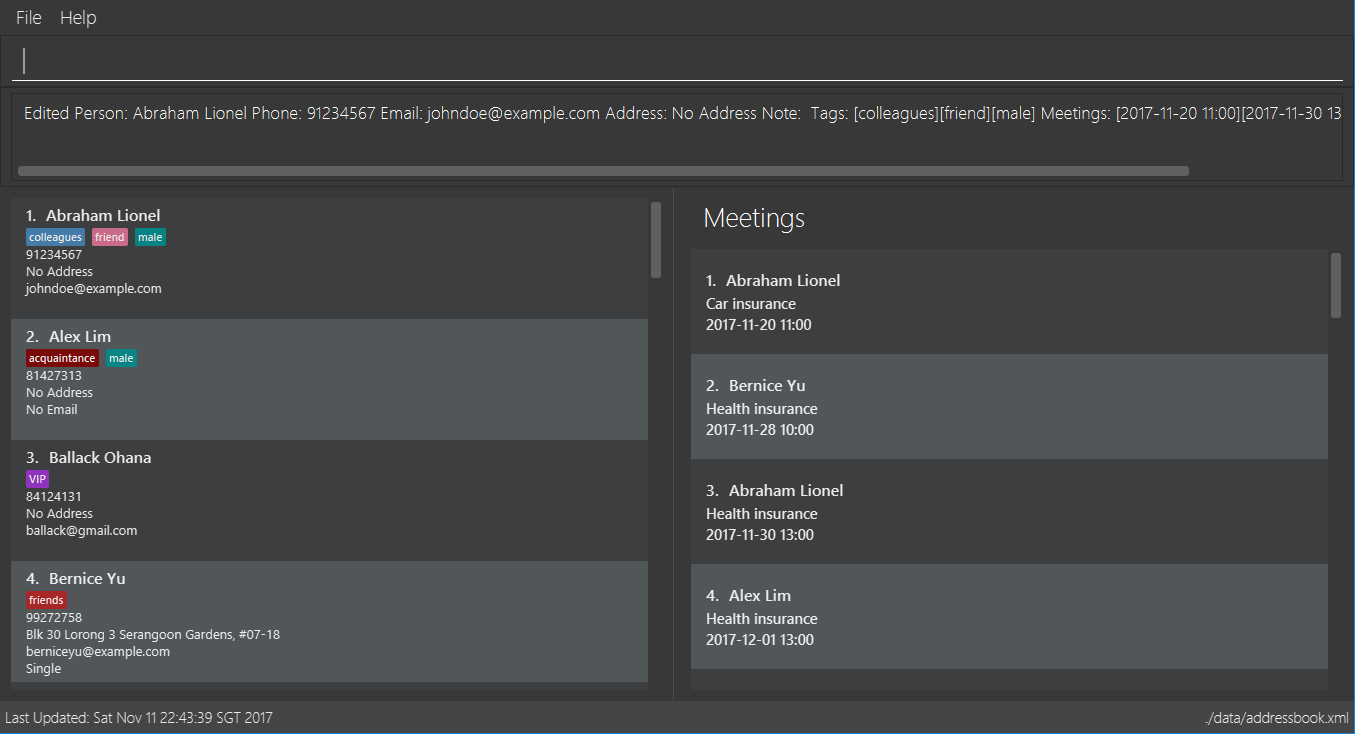 File Help
Edited Person: Abraham Lionel Phone: 91234567 Email: johndoe@example.com Address: No Address Note:  Tags: [colleagues][friend][male] Meetings: [2017-11-20 11:00][2017-11-30 13
1. Abraham Lionel
colleagues friend male
91234567
No Address
johndoe@example.com
2. Alex Lim
acquaintance male
81427313
No Address
No Email
3. Ballack Ohana
VIP
84124131
No Address
ballack@gmail.com
4. Bernice Yu
friends
99272758
Blk 30 Lorong 3 Serangoon Gardens, #07-18
berniceyu@example.com
Single
Meetings
1. Abraham Lionel
Car insurance
2017-11-20 11:00
2. Bernice Yu
Health insurance
2017-11-28 10:00
3. Abraham Lionel
Health insurance
2017-11-30 13:00
4. Alex Lim
Health insurance
2017-12-01 13:00
Last Updated: Sat Nov 11 22:43:39 SGT 2017
./data/addressbook.xml